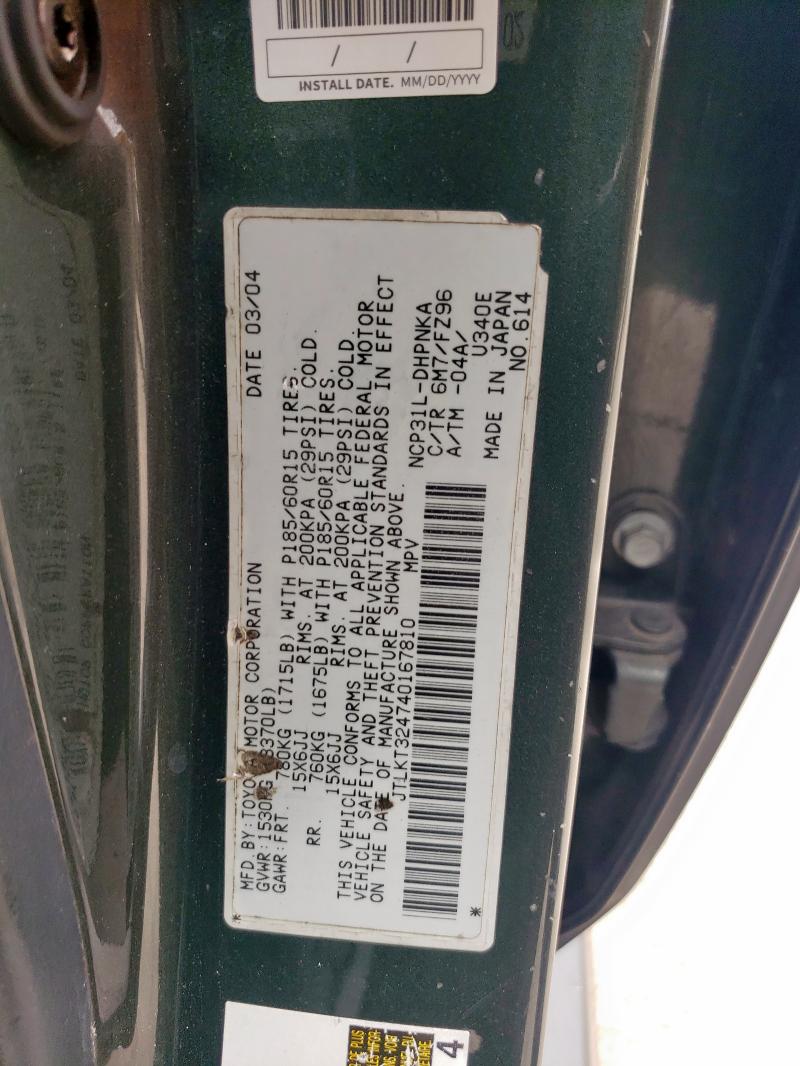 / /
INSTALL DATE. MM/DD/YYYY
MFD. BY: MOTOR CORPORATION DATE 03/04
GVWR: (3370LB)
GAWR: FRT. 780KG (1715LB) WITH P185/60R15 TIRES,
15X6JJ RIMS. AT 200KPA (29PSI) COLD.
RR. 760KG (1675LB) WITH P185/60R15 TIRES,
15X6JJ RIMS. AT 200KPA (29PSI) COLD.
THIS VEHICLE CONFORMS TO ALL APPLICABLE FEDERAL MOTOR
VEHICLE SAFETY AND THEFT PREVENTION STANDARDS IN EFFECT
ON THE DATE OF MANUFACTURE SHOWN ABOVE.
JTLKT324740167810 MPV
NCP31L-DHPNKA
C/TR 6M7/FZ96
A/TM -04A/
U340E
MADE IN JAPAN
* * NO.614
4